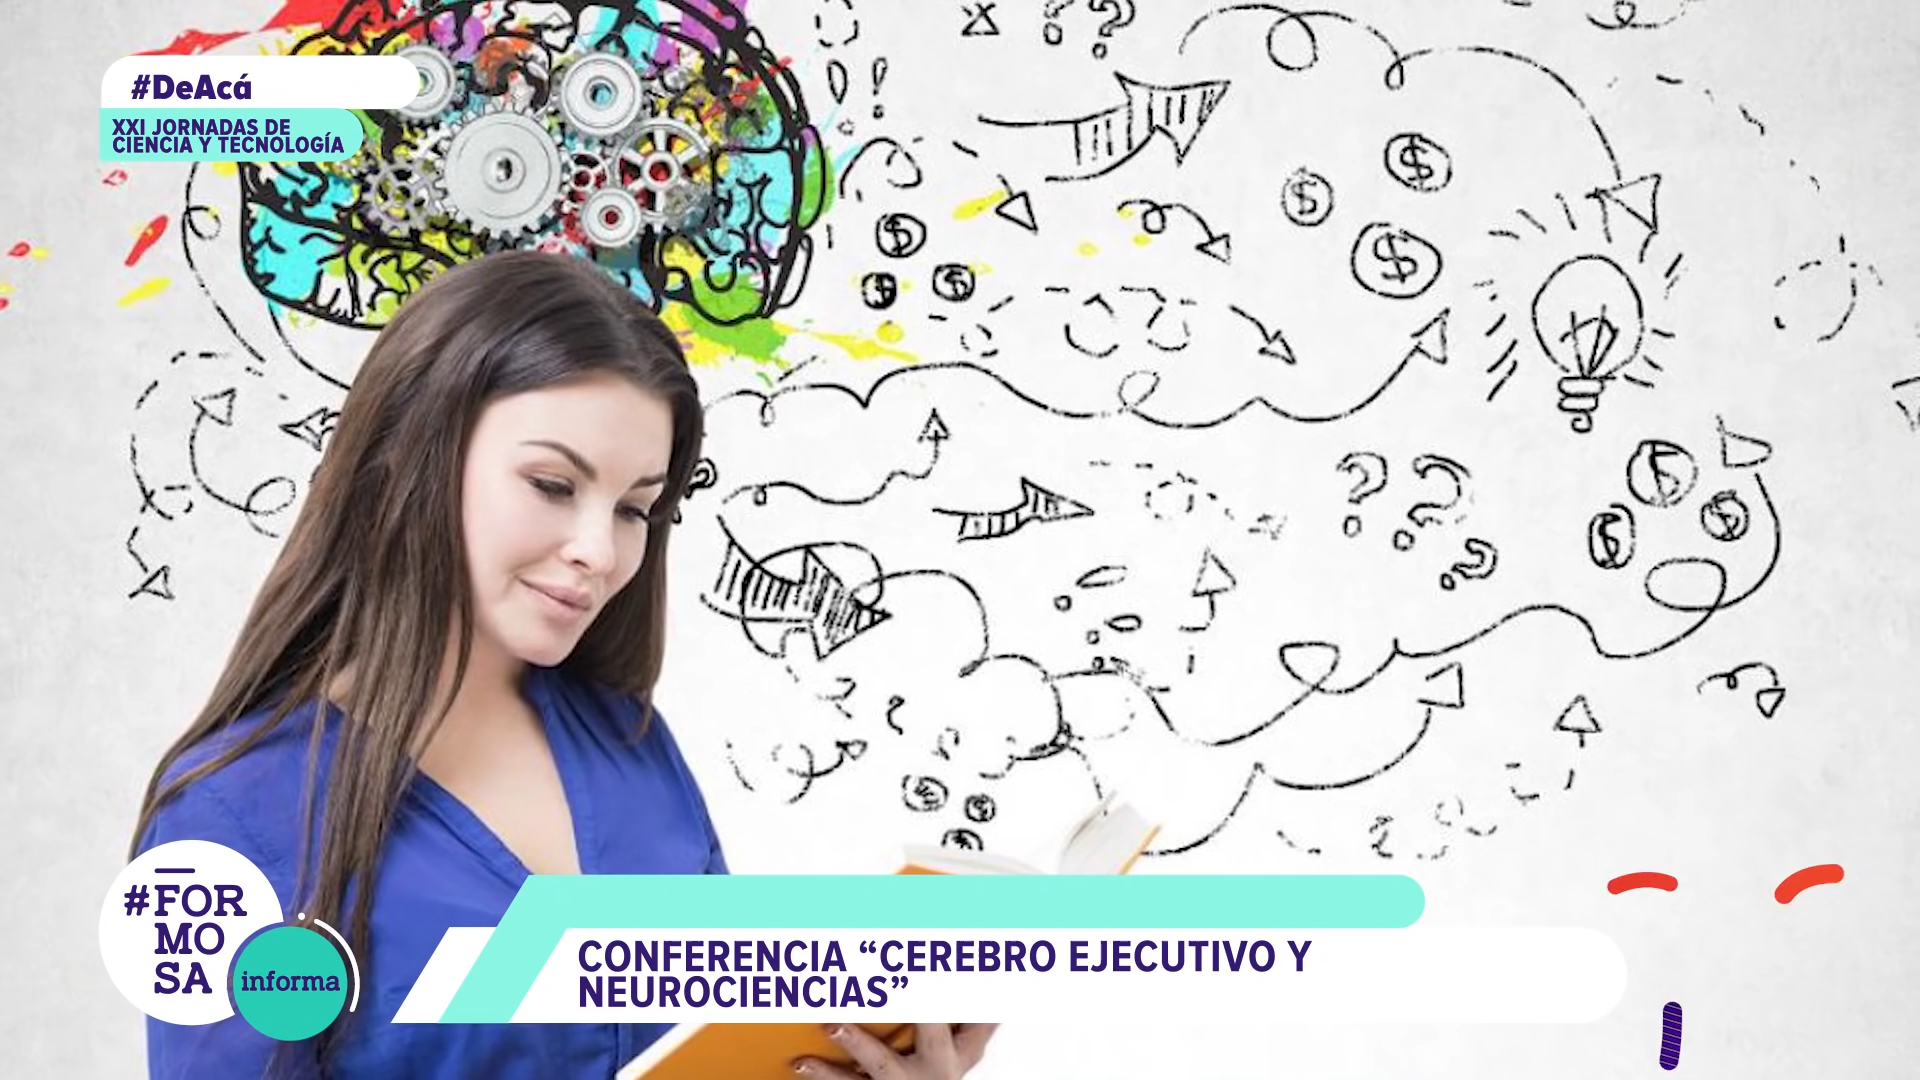 #DeAcá
XXI JORNADAS DE
CIENCIA Y TECNOLOGÍA
#FOR
MO
SA
informa
CONFERENCIA “CEREBRO EJECUTIVO Y
NEUROCIENCIAS”